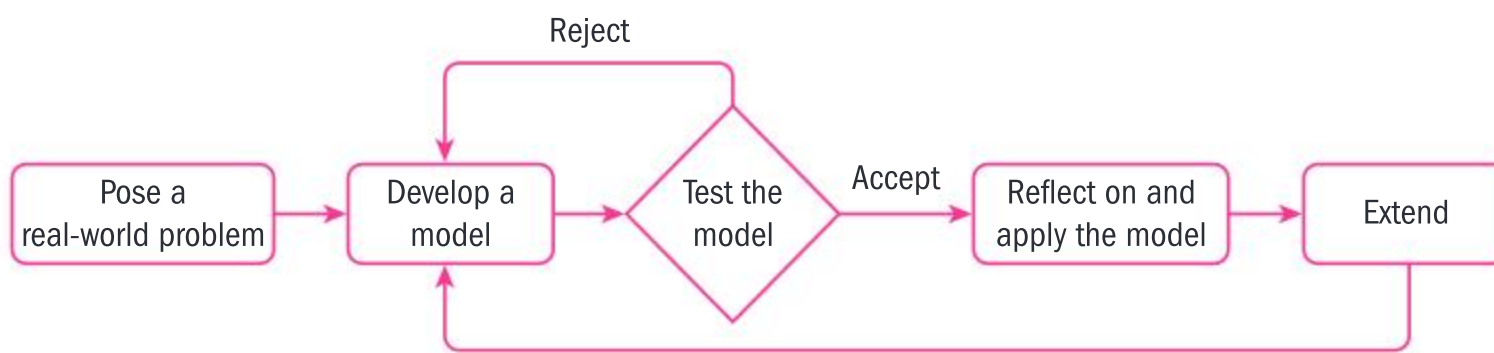 Reject
Pose a
real-world problem
Develop a
model
Test the
model
Accept
Reflect on and
apply the model
Extend